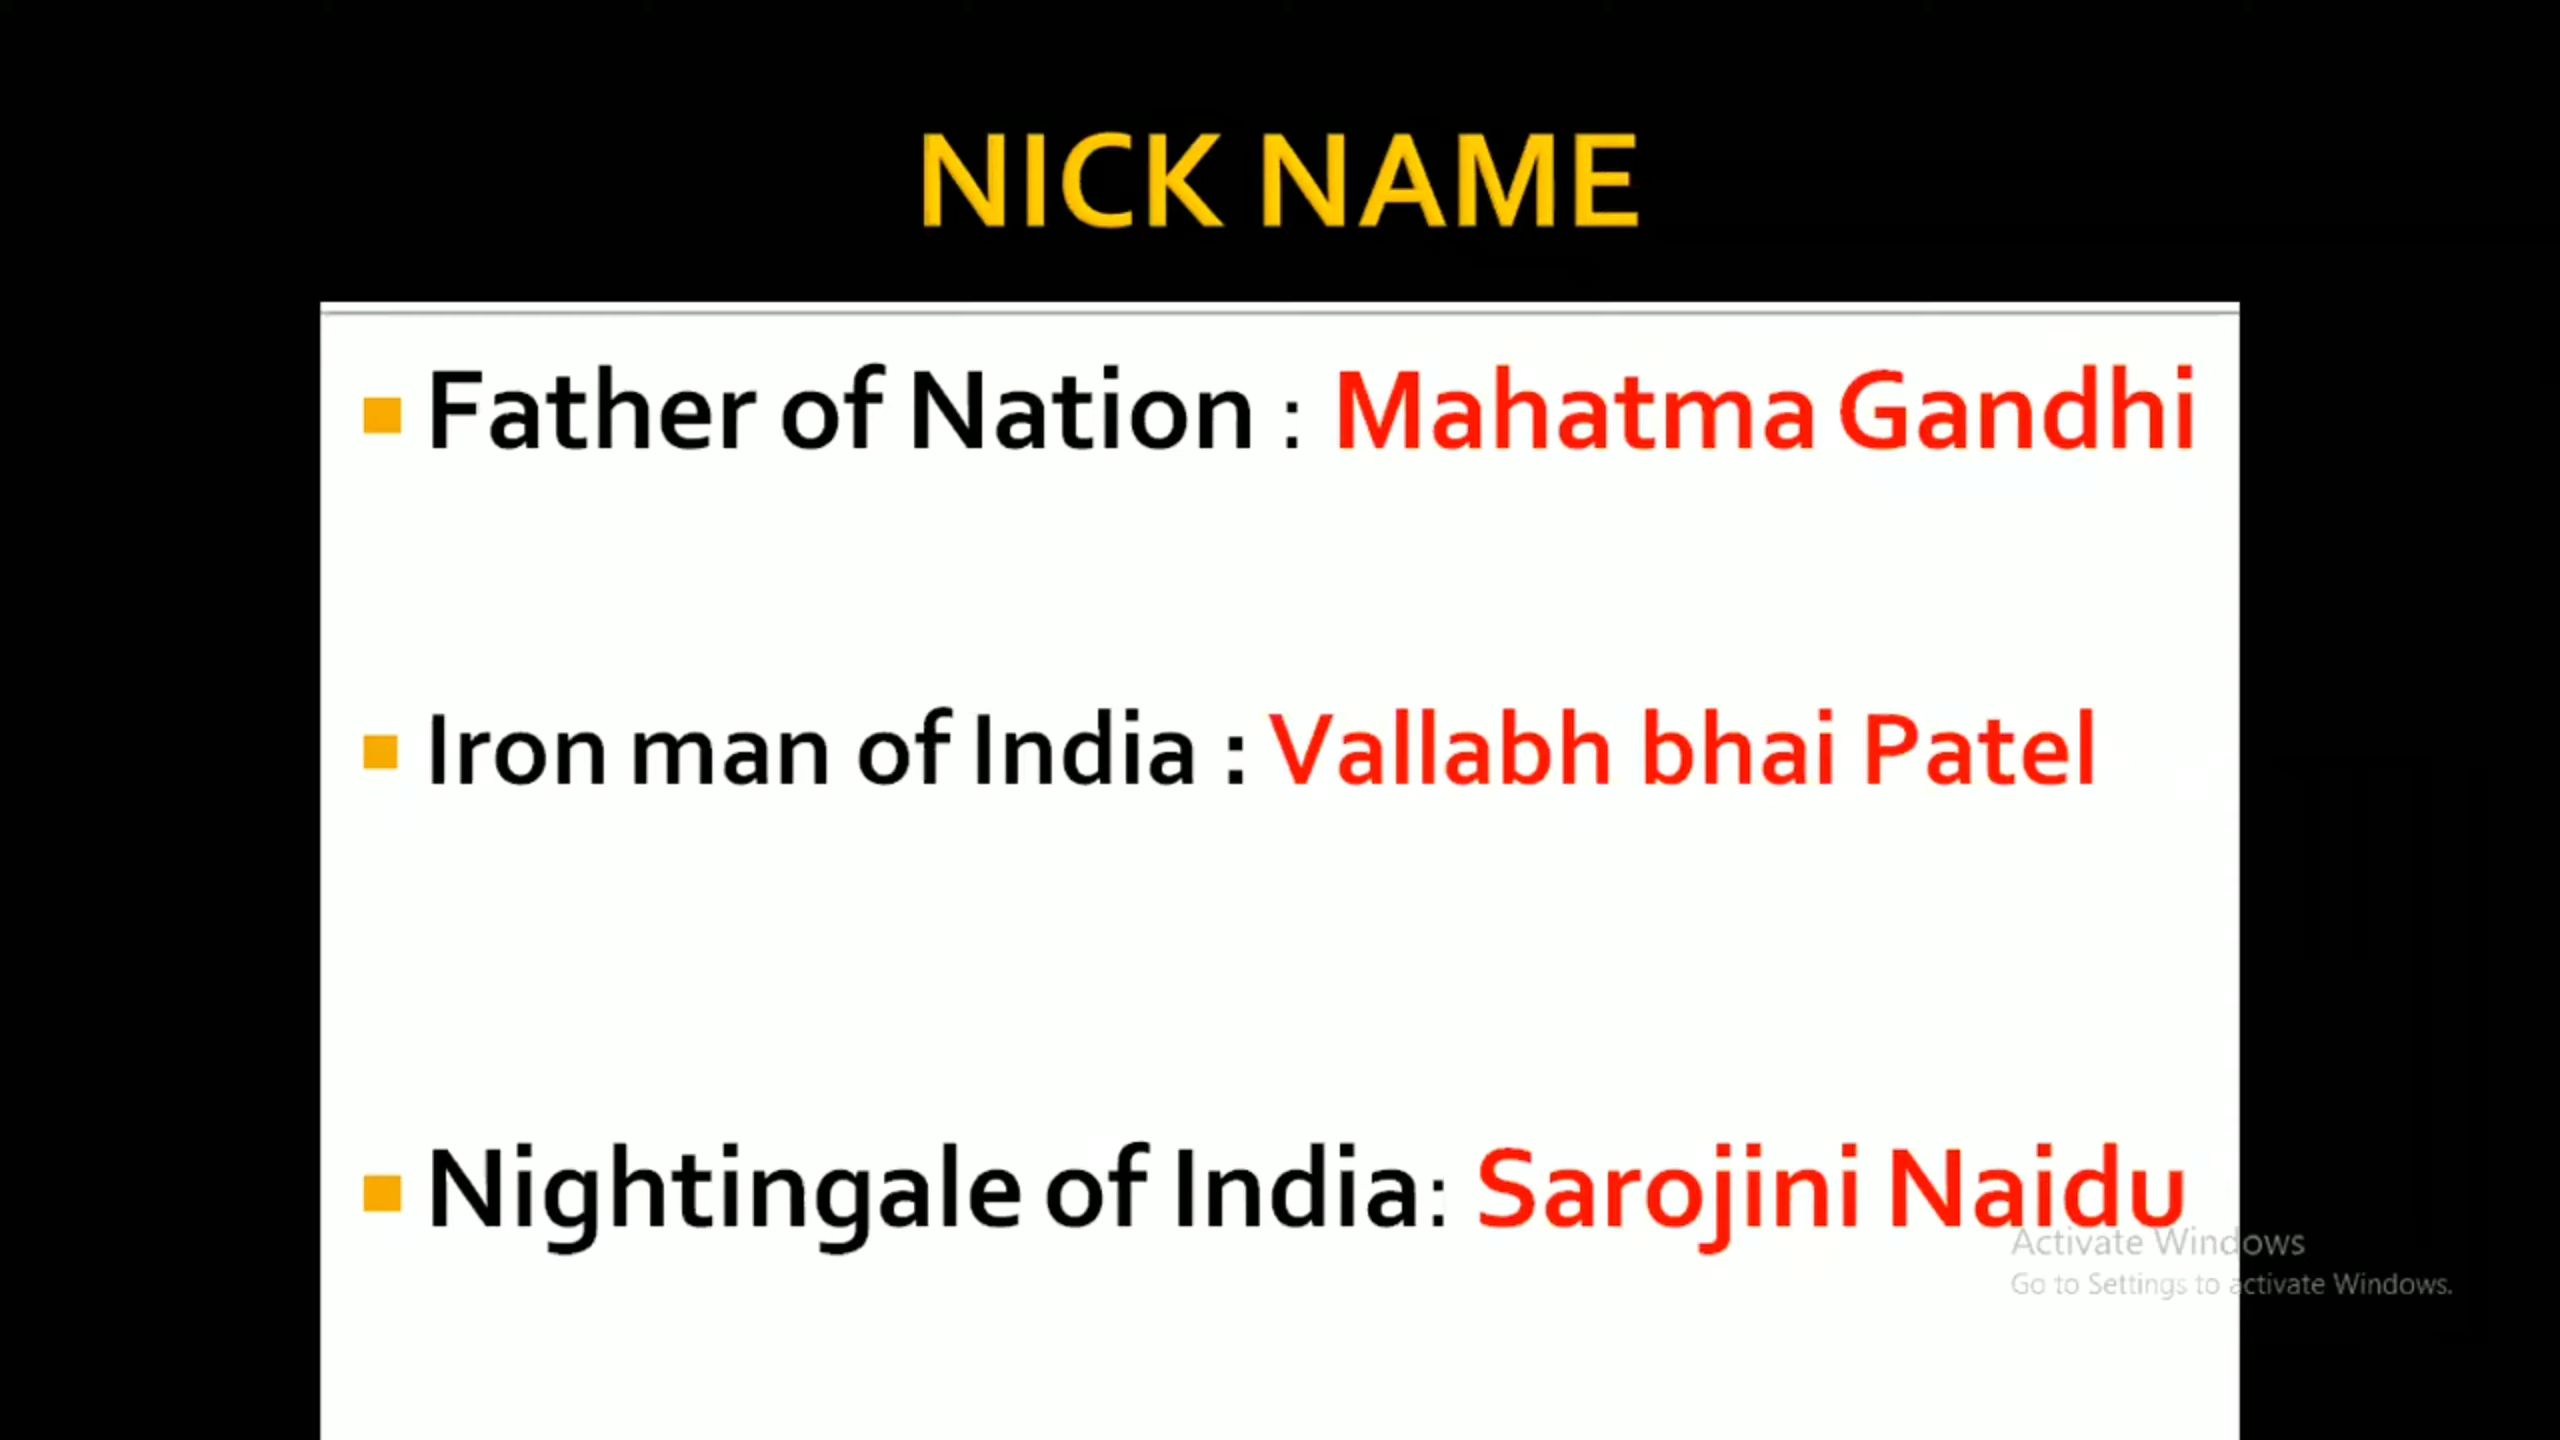 NICK NAME
Father of Nation : Mahatma Gandhi
Iron man of India : Vallabh bhai Patel
Nightingale of India: Sarojini Naidu
Activate Windows
Go to Settings to activate Windows.